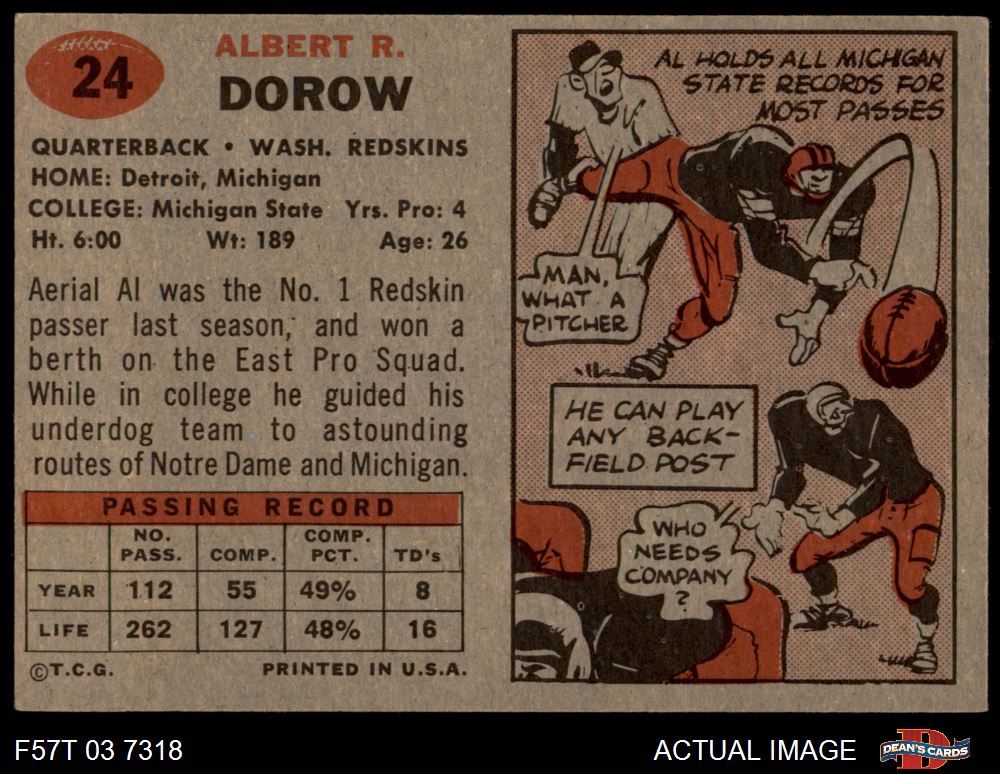 24
ALBERT R.
DOROW
QUARTERBACK • WASH. REDSKINS
HOME: Detroit, Michigan
COLLEGE: Michigan State Yrs. Pro: 4
Ht. 6:00 Wt: 189 Age: 26
Aerial Al was the No. 1 Redskin
passer last season, and won a
berth on the East Pro Squad.
While in college he guided his
underdog team to astounding
routes of Notre Dame and Michigan.
PASSING RECORD
NO. PASS. COMP. COMP. PCT. TD's
YEAR 112 55 49% 8
LIFE 262 127 48% 16
©T.C.G. PRINTED IN U.S.A.
AL HOLDS ALL MICHIGAN
STATE RECORDS FOR
MOST PASSES
MAN,
WHAT A
PITCHER
HE CAN PLAY
ANY BACK-
FIELD POST
WHO
NEEDS
COMPANY
?
F57T 03 7318
ACTUAL IMAGE
DEAN'S CARDS